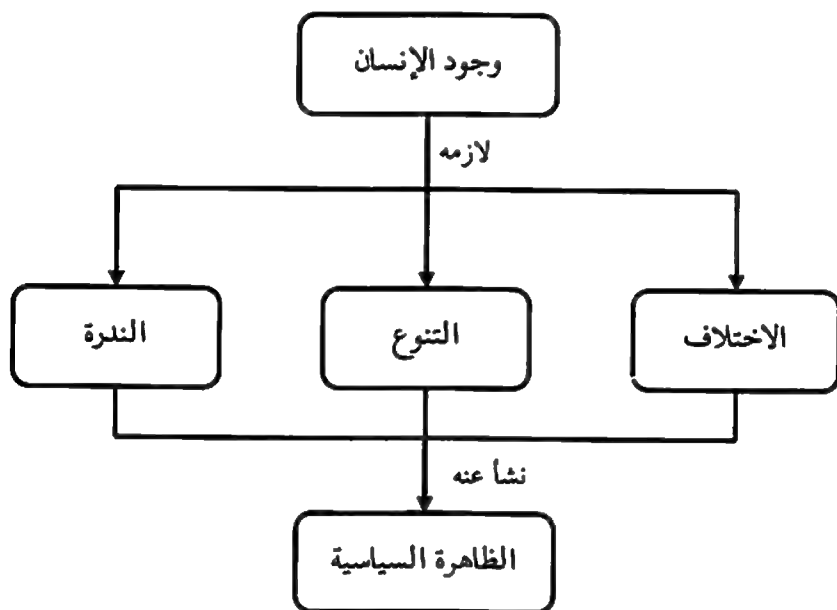 وجود الإنسان
لازمه
الاختلاف
التنوع
الندرة
نشأ عنه
الظاهرة السياسية